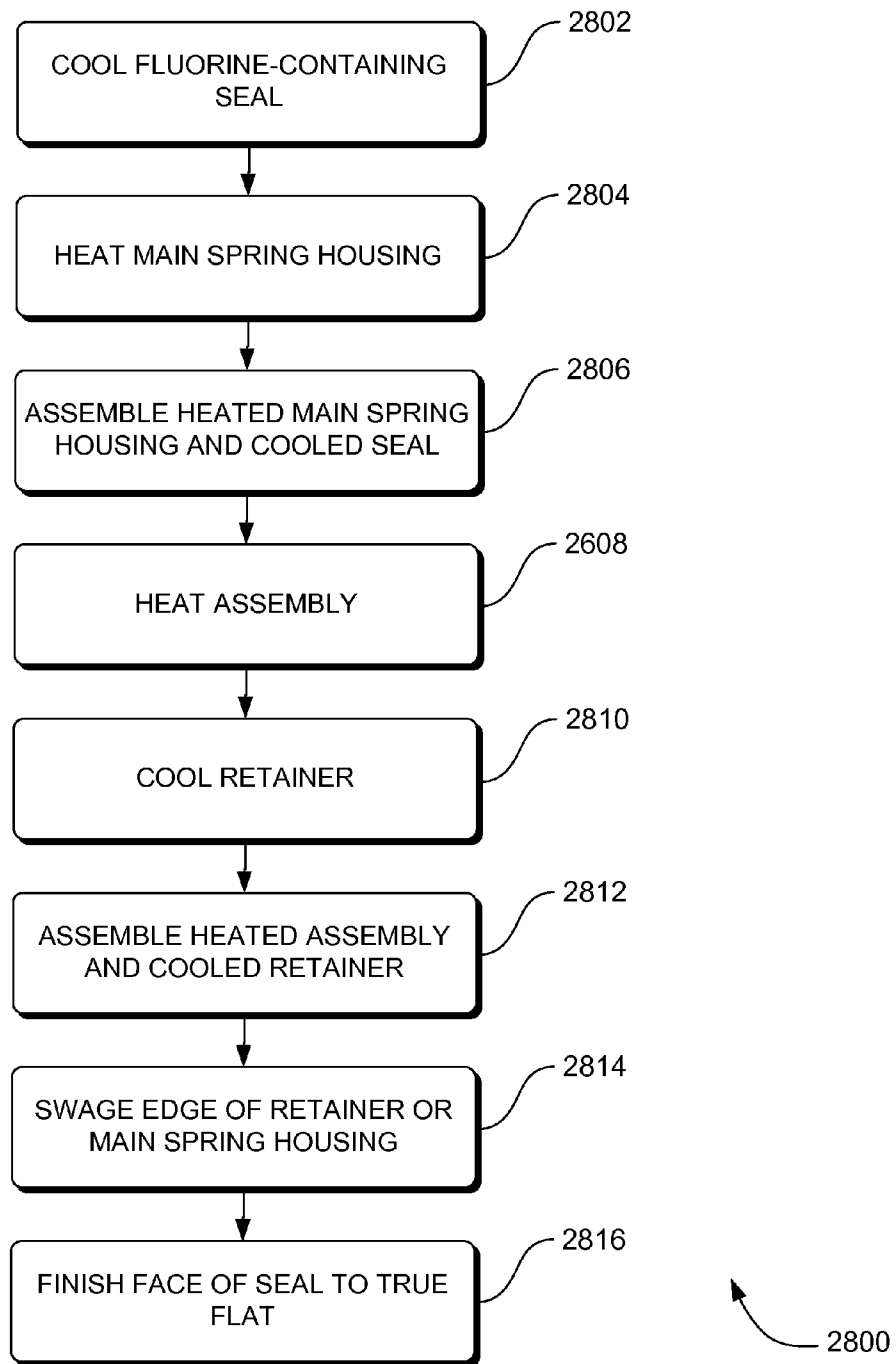 2802
COOL FLUORINE-CONTAINING
SEAL
2804
HEAT MAIN SPRING HOUSING
2806
ASSEMBLE HEATED MAIN SPRING
HOUSING AND COOLED SEAL
2608
HEAT ASSEMBLY
2810
COOL RETAINER
2812
ASSEMBLE HEATED ASSEMBLY
AND COOLED RETAINER
2814
SWAGE EDGE OF RETAINER OR
MAIN SPRING HOUSING
2816
FINISH FACE OF SEAL TO TRUE
FLAT
2800